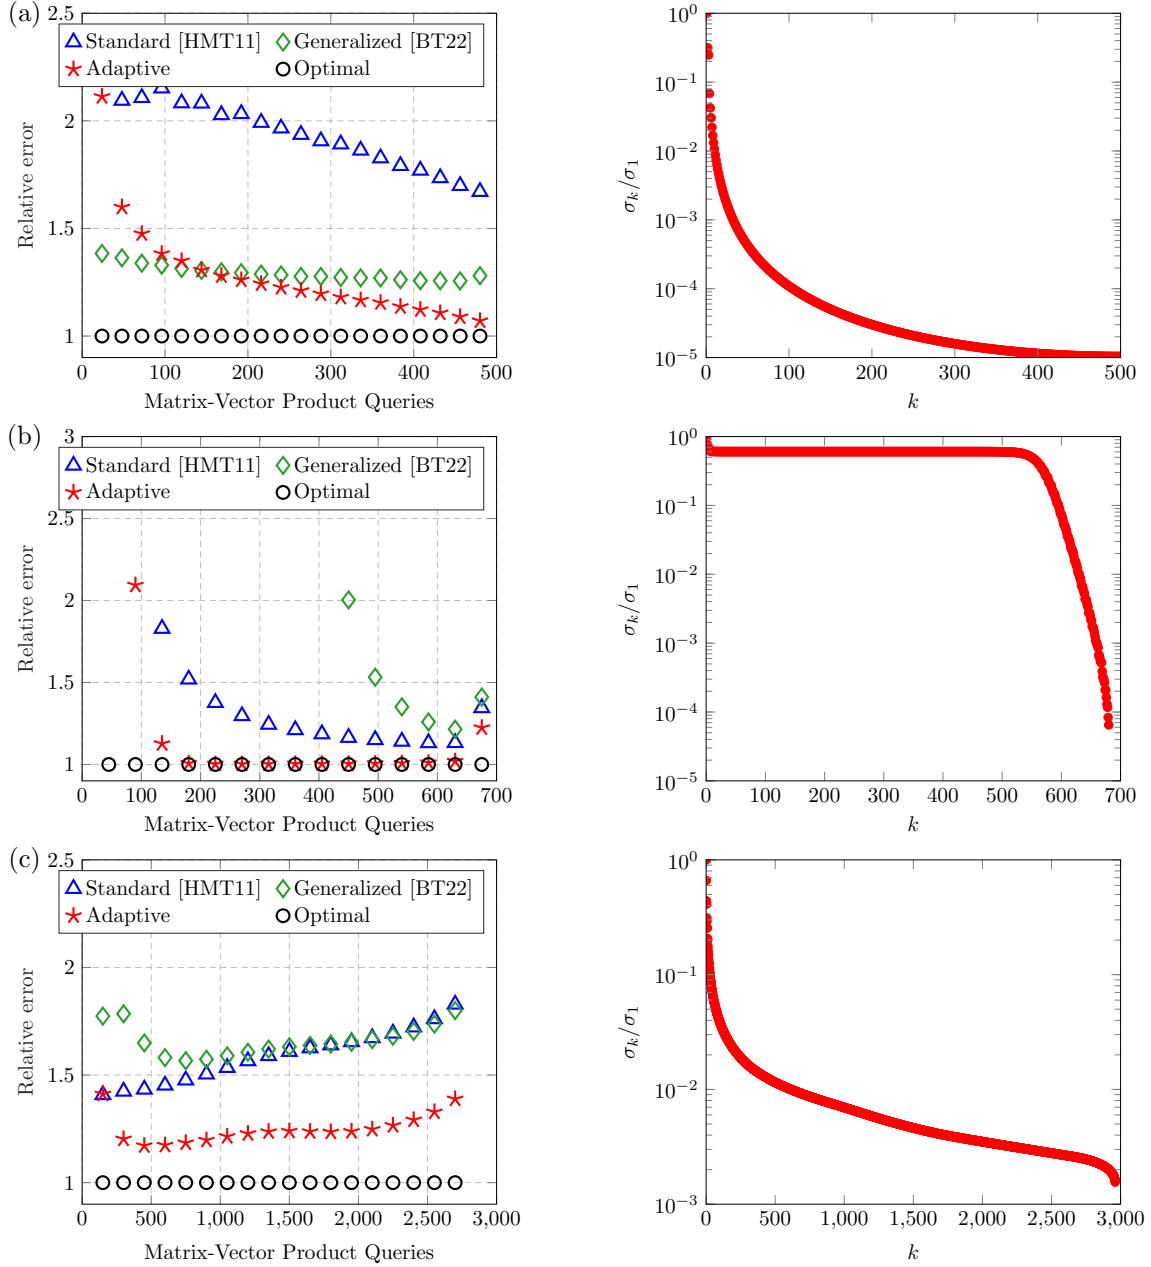 (a)
2.5
2
1.5
1
Relative error
Standard [HMT11]
Generalized [BT22]
Adaptive
Optimal
0 100 200 300 400 500
Matrix-Vector Product Queries
10^0
10^{-1}
10^{-2}
10^{-3}
10^{-4}
10^{-5}
σ_k/σ_1
0 100 200 300 400 500
k
(b)
3
2.5
2
1.5
1
Relative error
Standard [HMT11]
Generalized [BT22]
Adaptive
Optimal
0 100 200 300 400 500 600 700
Matrix-Vector Product Queries
10^0
10^{-1}
10^{-2}
10^{-3}
10^{-4}
10^{-5}
σ_k/σ_1
0 100 200 300 400 500 600 700
k
(c)
2.5
2
1.5
1
Relative error
Standard [HMT11]
Generalized [BT22]
Adaptive
Optimal
0 500 1,000 1,500 2,000 2,500 3,000
Matrix-Vector Product Queries
10^0
10^{-1}
10^{-2}
10^{-3}
σ_k/σ_1
0 500 1,000 1,500 2,000 2,500 3,000
k